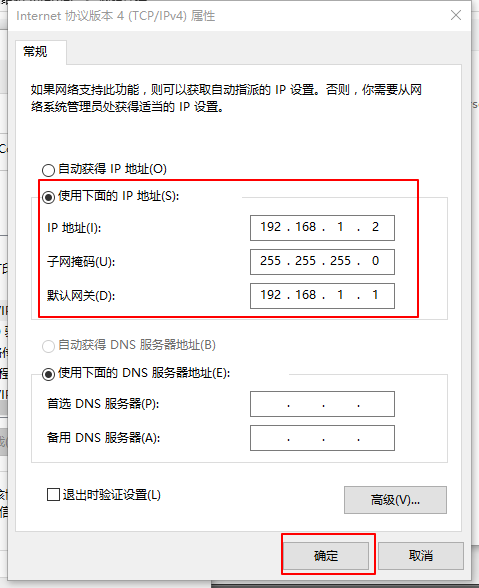 Internet 协议版本 4 (TCP/IPv4) 属性
常规
如果网络支持此功能，则可以获取自动指派的 IP 设置。否则，你需要从网
络系统管理员处获得适当的 IP 设置。
自动获得 IP 地址(O)
使用下面的 IP 地址(S):
IP 地址(I): 192 . 168 . 1 . 2
子网掩码(U): 255 . 255 . 255 . 0
默认网关(D): 192 . 168 . 1 . 1
自动获得 DNS 服务器地址(B)
使用下面的 DNS 服务器地址(E):
首选 DNS 服务器(P): . . .
备用 DNS 服务器(A): . . .
退出时验证设置(L)
高级(V)...
确定 取消